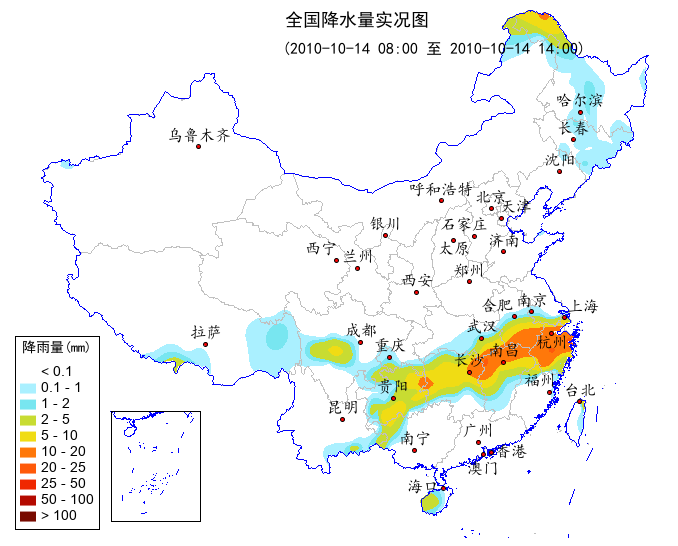 全国降水量实况图
(2010-10-14 08:00 至 2010-10-14 14:00)
哈尔滨
长春
乌鲁木齐
沈阳
呼和浩特
北京
天津
银川
石家庄
西宁
兰州
太原
济南
西安
郑州
合肥
南京
上海
拉萨
成都
武汉
重庆
杭州
南昌
长沙
贵阳
福州
台北
昆明
南宁
广州
香港
澳门
海口
降雨量(mm)
< 0.1
0.1 - 1
1 - 2
2 - 5
5 - 10
10 - 20
20 - 25
25 - 50
50 - 100
> 100